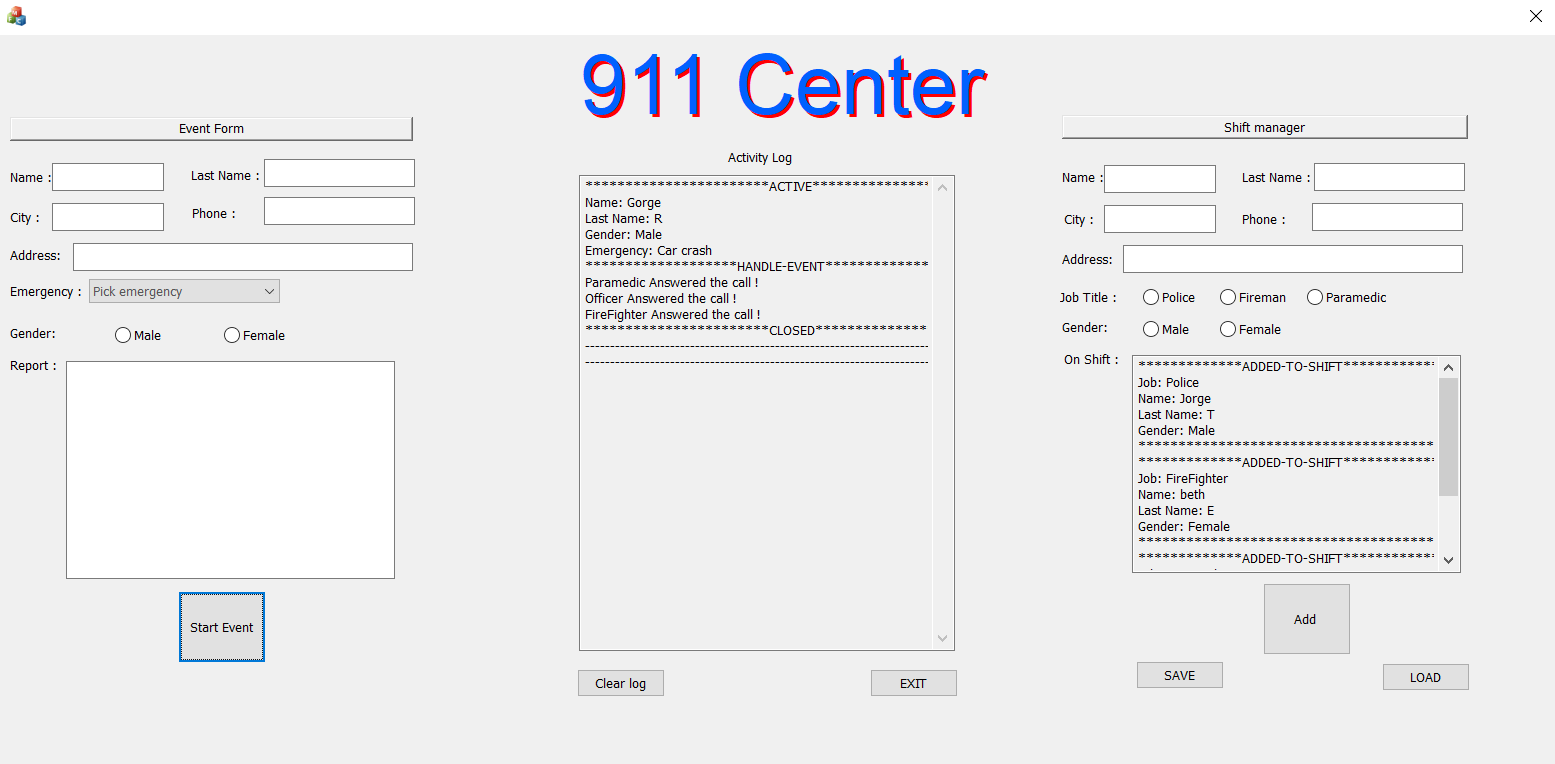 911 Center
Event Form
Name :
Last Name :
City :
Phone :
Address:
Emergency :
Pick emergency
Gender:
Male
Female
Report :
Start Event
Activity Log
***********************ACTIVE***************
Name: Gorge
Last Name: R
Gender: Male
Emergency: Car crash
*******************HANDLE-EVENT*************
Paramedic Answered the call !
Officer Answered the call !
FireFighter Answered the call !
***********************CLOSED**************
--------------------------------------------------------------
--------------------------------------------------------------
Clear log
EXIT
Shift manager
Name :
Last Name :
City :
Phone :
Address:
Job Title :
Police
Fireman
Paramedic
Gender:
Male
Female
On Shift :
*************ADDED-TO-SHIFT************
Job: Police
Name: Jorge
Last Name: T
Gender: Male
*************************************
*************ADDED-TO-SHIFT************
Job: FireFighter
Name: beth
Last Name: E
Gender: Female
*************************************
*************ADDED-TO-SHIFT************
Add
SAVE
LOAD